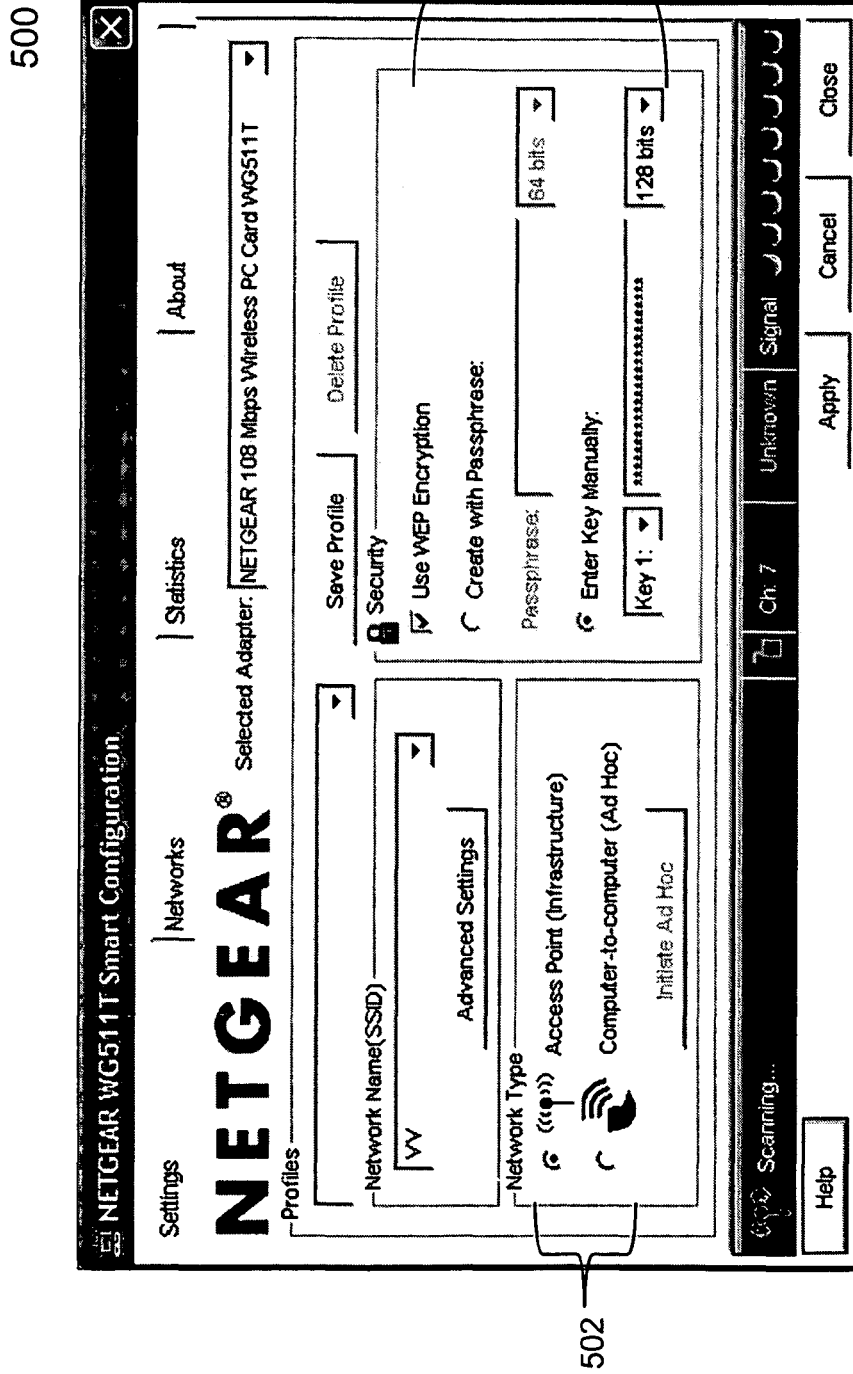 500
NETGEAR WG511T Smart Configuration
Settings Networks Statistics About
NETGEAR® Selected Adapter: NETGEAR 108 Mbps Wireless PC Card WG511T
Profiles
Save Profile Delete Profile
Network Name(SSID)
VV
Advanced Settings
Network Type
Access Point (Infrastructure)
Computer-to-computer (Ad Hoc)
Initiate Ad Hoc
502
Security
Use WEP Encryption
Create with Passphrase:
Passphrase: 64 bits
Enter Key Manually:
Key 1: ************************** 128 bits
Scanning... Ch: 7 Unknown Signal
Help Apply Cancel Close